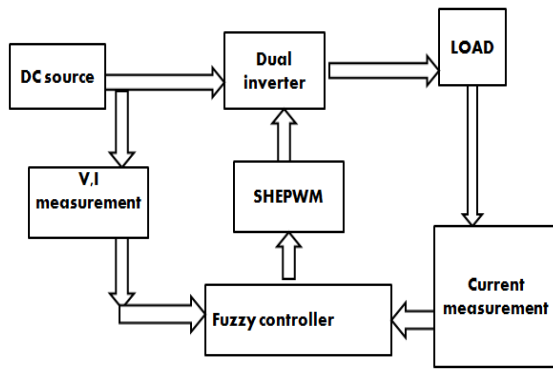 DC source
Dual
inverter
LOAD
V,I
measurement
SHEPWM
Fuzzy controller
Current
measurement